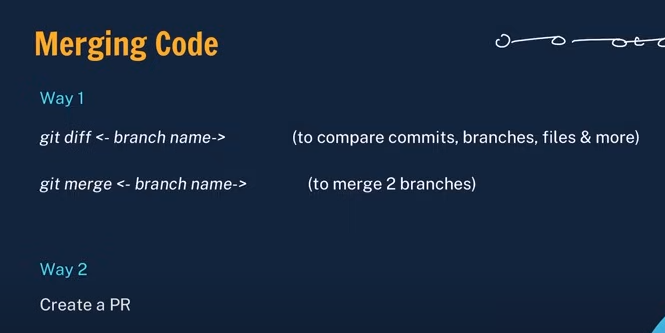 Merging Code
Way 1
git diff <- branch name-> (to compare commits, branches, files & more)
git merge <- branch name-> (to merge 2 branches)
Way 2
Create a PR